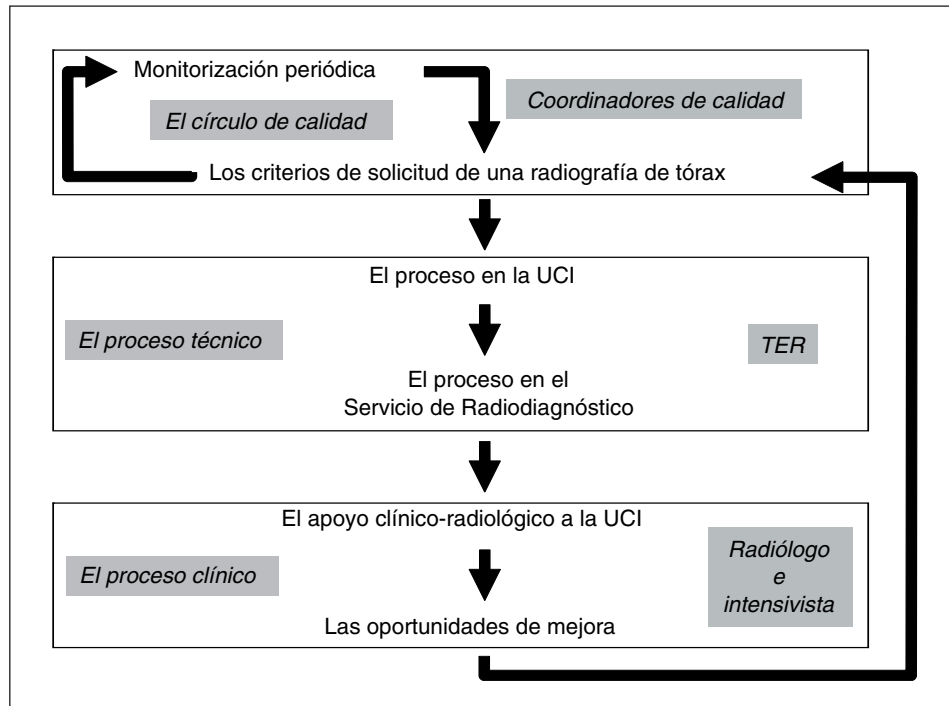 Monitorización periódica
Coordinadores de calidad
El círculo de calidad
Los criterios de solicitud de una radiografía de tórax
El proceso en la UCI
El proceso técnico
TER
El proceso en el
Servicio de Radiodiagnóstico
El apoyo clínico-radiológico a la UCI
El proceso clínico
Radiólogo
e
intensivista
Las oportunidades de mejora